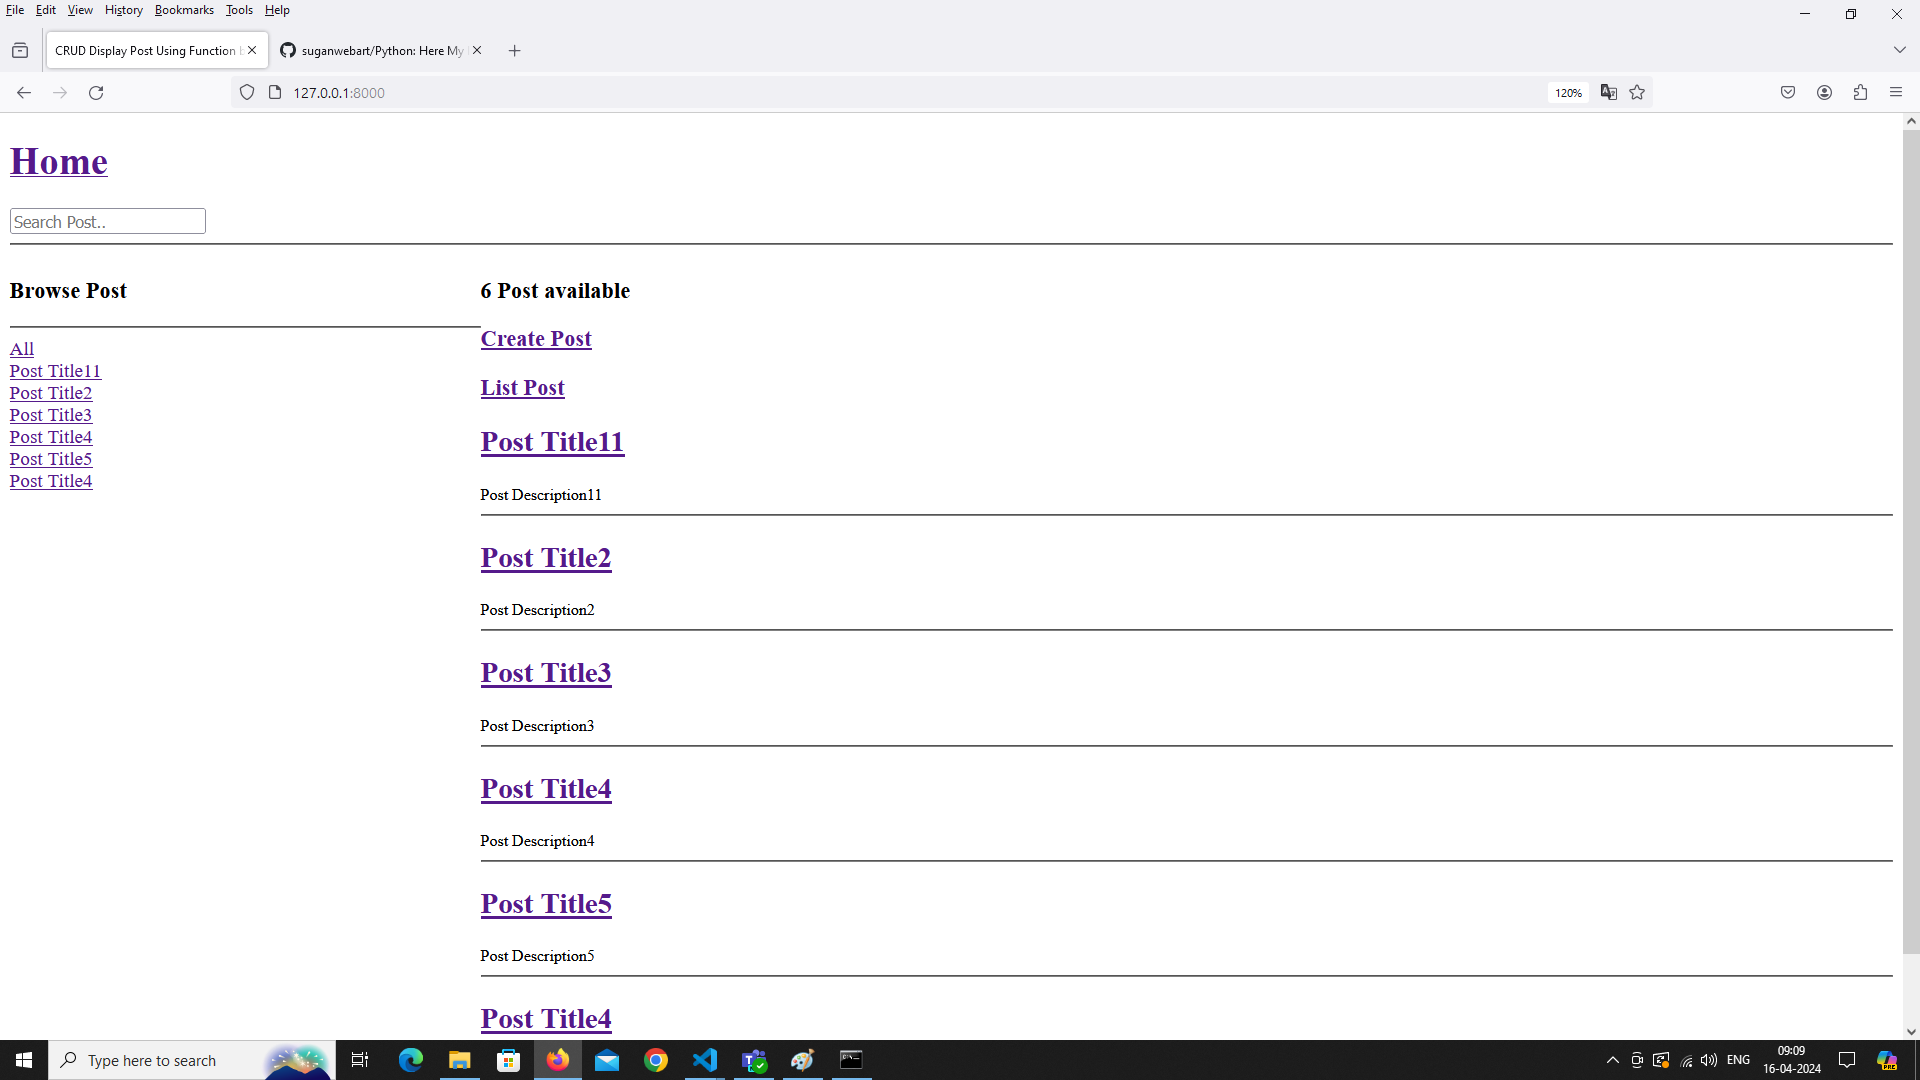 File Edit View History Bookmarks Tools Help
CRUD Display Post Using Function
suganwebart/Python: Here My
127.0.0.1:8000
120%
Home
Search Post..
Browse Post
All
Post Title11
Post Title2
Post Title3
Post Title4
Post Title5
Post Title4
6 Post available
Create Post
List Post
Post Title11
Post Description11
Post Title2
Post Description2
Post Title3
Post Description3
Post Title4
Post Description4
Post Title5
Post Description5
Post Title4
Type here to search
ENG
09:09
16-04-2024